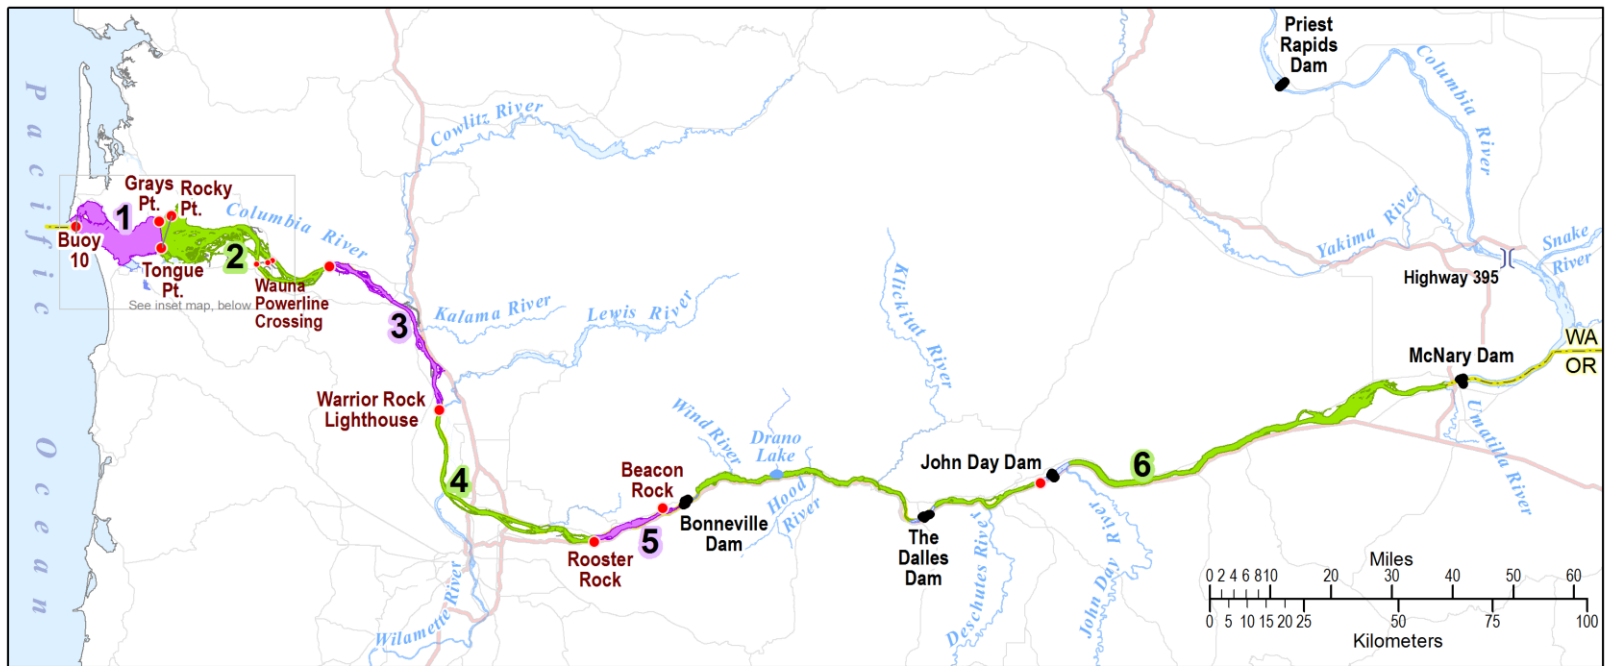 Priest
Rapids
Dam
Columbia
River
Cowlitz River
Pacific Ocean
Grays
Pt.
Rocky
Pt.
1
Columbia
River
Buoy
10
2
Tongue
Pt.
See inset map, below
Wauna
Powerline
Crossing
3
Kalama River
Lewis River
Klickitat River
Yakima River
Snake
River
Highway 395
McNary Dam
WA
OR
Warrior Rock
Lighthouse
Wind River
Drano
Lake
Umatilla River
4
Beacon
Rock
John Day Dam
6
Hood
River
5
Bonneville
Dam
Rooster
Rock
The
Dalles
Dam
Deschutes River
John Day River
Wilamette River
Miles
0 2 4 6 8 10 20 30 40 50 60
0 5 10 15 20 25 50 75 100
Kilometers